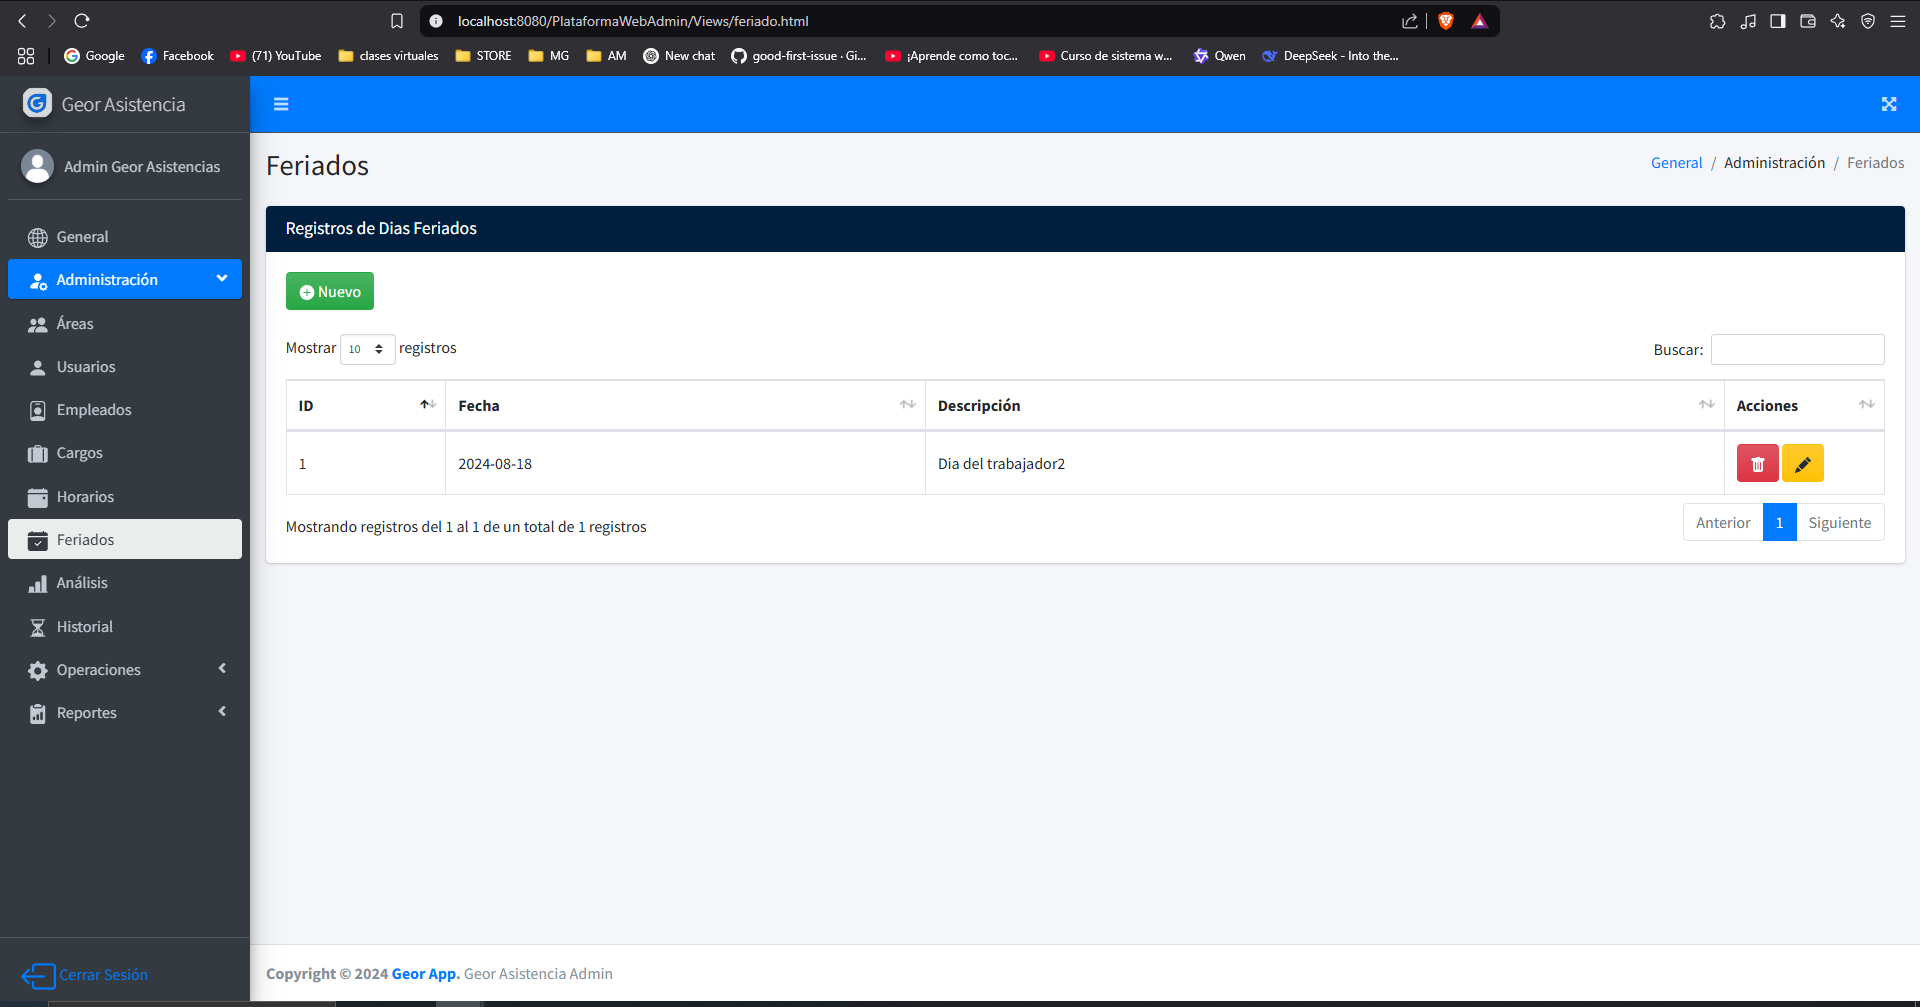 localhost:8080/PlataformaWebAdmin/Views/feriado.html
Google Facebook (71) YouTube clases virtuales STORE MG AM New chat good-first-issue · Gi... ¡Aprende como toc... Curso de sistema w... Qwen DeepSeek - Into the...
Geor Asistencia
Admin Geor Asistencias
General
Administración
Áreas
Usuarios
Empleados
Cargos
Horarios
Feriados
Análisis
Historial
Operaciones
Reportes
Cerrar Sesión
Feriados
General / Administración / Feriados
Registros de Dias Feriados
Nuevo
Mostrar 10 registros
Buscar:
ID Fecha Descripción Acciones
1 2024-08-18 Dia del trabajador2
Mostrando registros del 1 al 1 de un total de 1 registros
Anterior 1 Siguiente
Copyright © 2024 Geor App. Geor Asistencia Admin